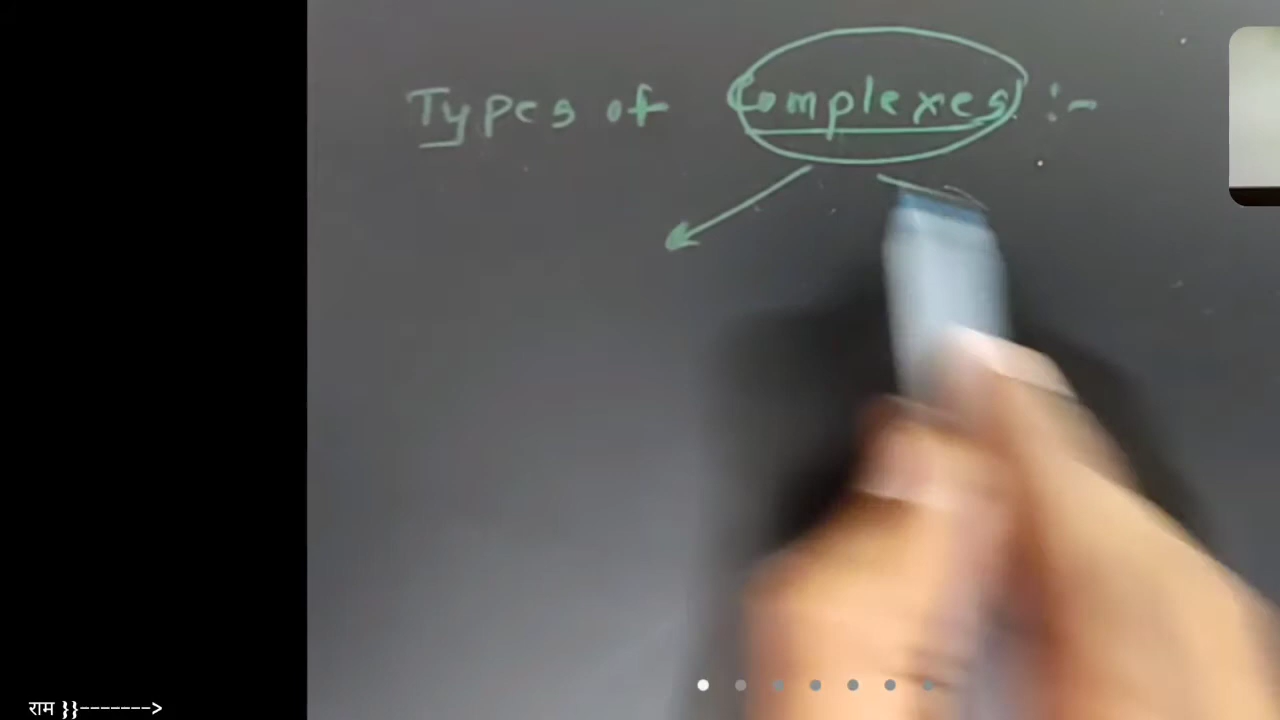 Types of Complexes :-
राम }}------->